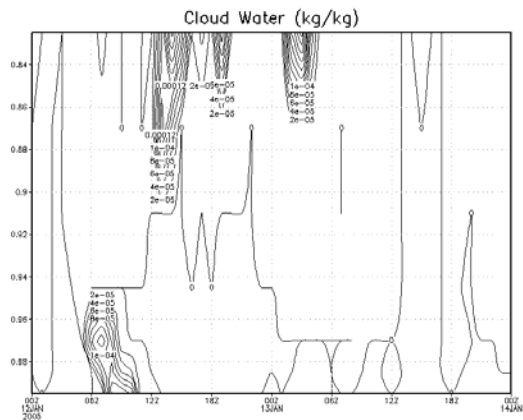 Cloud Water (kg/kg)
0.84
0.00012 2e-05 6e-05
4e-05
2e-05
1e-04
8e-05
6e-05
4e-05
2e-05
0.86
0 0 0 0
0.00012
1e-04
8e-05
6e-05
4e-05
2e-05
0.88
0.9
0
0.92
0.94
0 0
2e-05
4e-05
6e-05
8e-05
0.96
1e-04
0
0.98
00Z 06Z 12Z 18Z 00Z 06Z 12Z 18Z 00Z
12JAN 13JAN 14JAN
2005